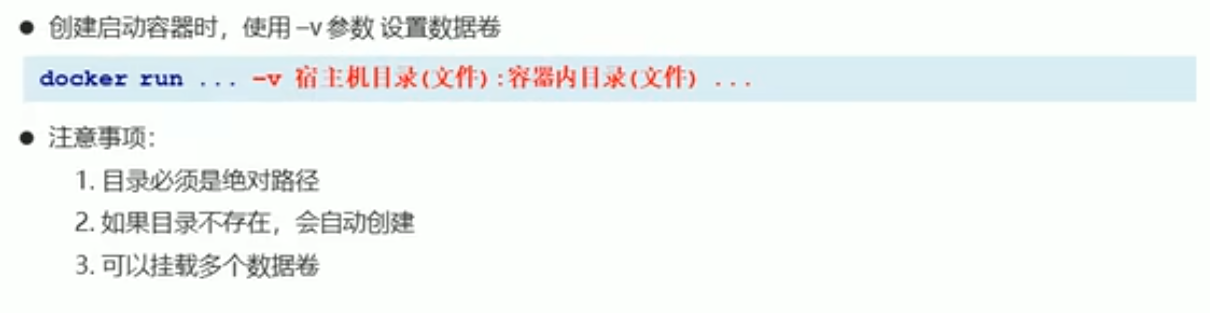 ● 创建启动容器时，使用 –v 参数 设置数据卷
docker run ... –v 宿主机目录(文件):容器内目录(文件) ...
● 注意事项：
1. 目录必须是绝对路径
2. 如果目录不存在，会自动创建
3. 可以挂载多个数据卷